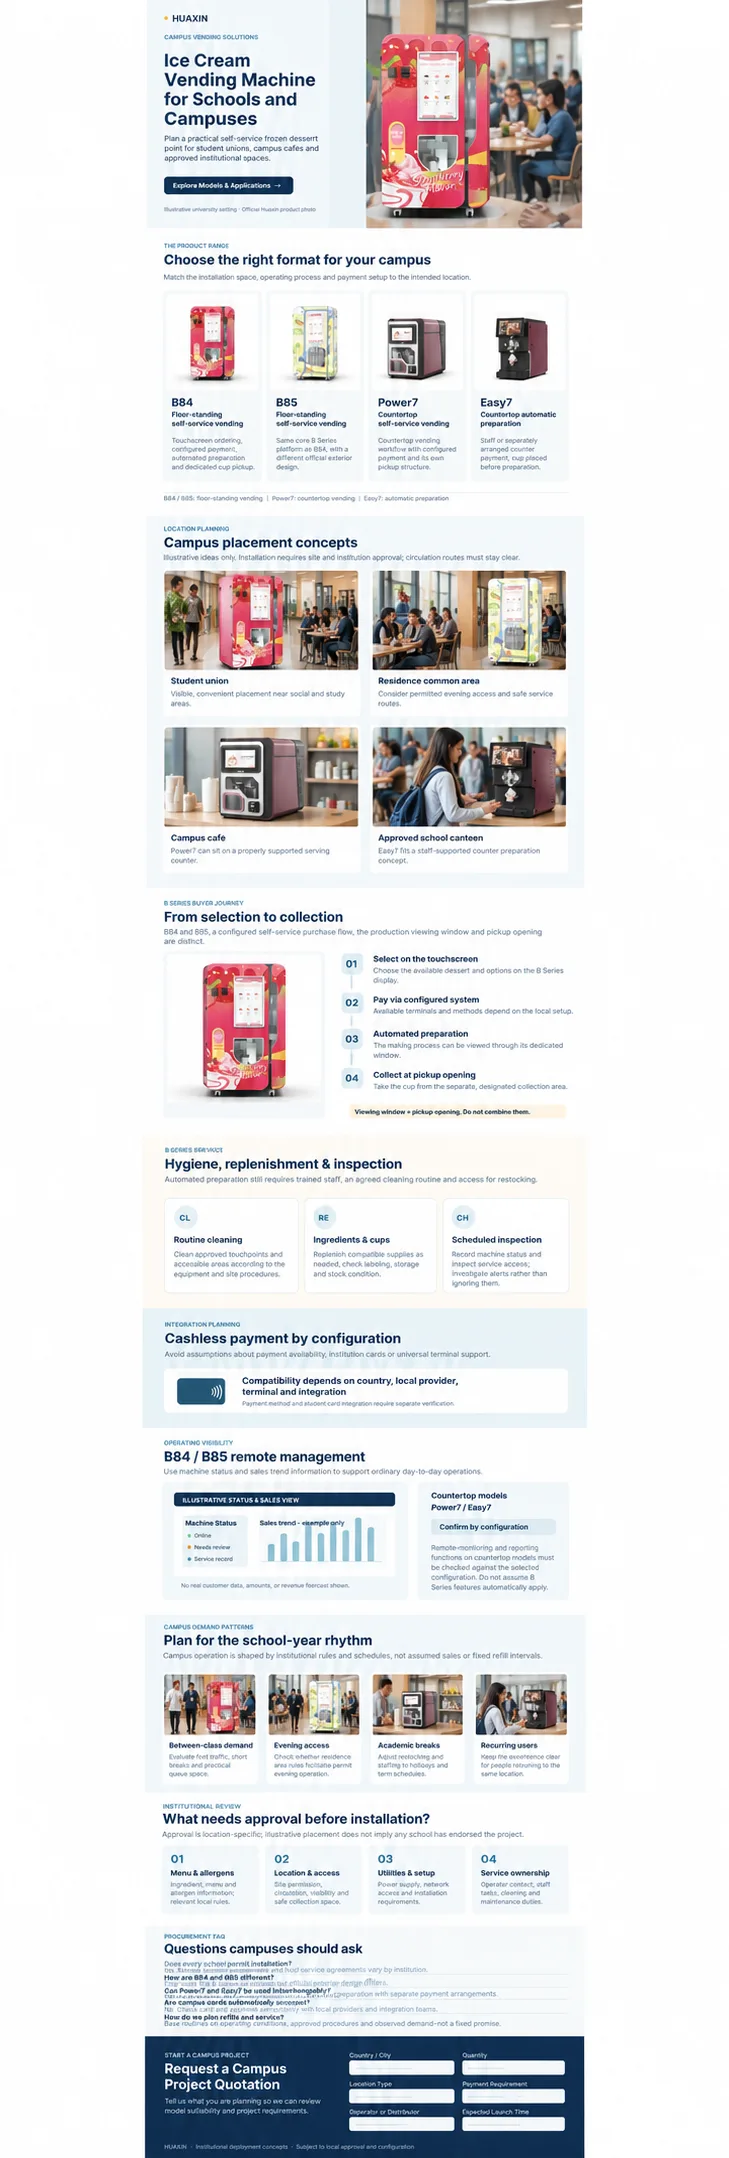 HUAXIN
CAMPUS VENDING SOLUTIONS
Ice Cream
Vending Machine
for Schools and
Campuses
Plan a practical self-service frozen dessert
point for student unions, campus cafes and
approved institutional spaces.
Explore Models & Applications →
Illustrative university setting · Official Huaxin product photo
THE PRODUCT RANGE
Choose the right format for your campus
Match the installation space, operating process and payment setup to the intended location.
B84
Floor-standing
self-service vending
Touchscreen ordering,
configured payment,
automated preparation
and dedicated cup pickup.
B85
Floor-standing
self-service vending
Same core B Series
platform as B84, with a
different official exterior
design.
Power7
Countertop
self-service vending
Countertop vending
workflow with configured
payment and its own
pickup structure.
Easy7
Countertop automatic
preparation
Staff or separately
arranged counter
payment, cup placed
before preparation.
B84 / B85: floor-standing vending | Power7: countertop vending | Easy7: automatic preparation
LOCATION PLANNING
Campus placement concepts
Illustrative ideas only. Installation requires site and institution approval; circulation routes must stay clear.
Student union
Visible, convenient placement near social and study
areas.
Residence common area
Consider permitted evening access and safe service
routes.
Campus cafe
Power7 can sit on a properly supported serving
counter.
Approved school canteen
Easy7 fits a staff-supported counter preparation
concept.
B SERIES BUYER JOURNEY
From selection to collection
B84 and B85, a configured self-service purchase flow, the production viewing window and pickup opening
are distinct.
01
Select on the touchscreen
Choose the available dessert and options on the B Series
display.
02
Pay via configured system
Available terminals and methods depend on the local setup.
03
Automated preparation
The making process can be viewed through its dedicated
window.
04
Collect at pickup opening
Take the cup from the separate, designated collection area.
Viewing window + pickup opening. Do not combine them.
B SERIES SERVICE
Hygiene, replenishment & inspection
Automated preparation still requires trained staff, an agreed cleaning routine and access for restocking.
CL
Routine cleaning
Clean approved touchpoints and
accessible areas according to the
equipment and site procedures.
RE
Ingredients & cups
Replenish compatible supplies as
needed, check labeling, storage
and stock condition.
CH
Scheduled inspection
Record machine status and
inspect service access;
investigate alerts rather than
ignoring them.
INTEGRATION PLANNING
Cashless payment by configuration
Avoid assumptions about payment availability, institution cards or universal terminal support.
Compatibility depends on country, local provider,
terminal and integration
Payment method and student card integration require separate verification.
OPERATING VISIBILITY
B84 / B85 remote management
Use machine status and sales trend information to support ordinary day-to-day operations.
ILLUSTRATIVE STATUS & SALES VIEW
Machine Status
Online
Needs review
Service record
Sales trend - example only
No real customer data, amounts, or revenue forecast shown.
Countertop models
Power7 / Easy7
Confirm by configuration
Remote-monitoring and reporting
functions on countertop models must
be checked against the selected
configuration. Do not assume B
Series features automatically apply.
CAMPUS DEMAND PATTERNS
Plan for the school-year rhythm
Campus operation is shaped by institutional rules and schedules, not assumed sales or fixed refill intervals.
Between-class demand
Evaluate foot traffic, short
breaks and practical
queue space.
Evening access
Check whether residence
area rules facilitate permit
evening operation.
Academic breaks
Adjust restocking and
staffing to holidays and
term schedules.
Recurring users
Keep the experience clear
for people returning to the
same location.
INSTITUTIONAL REVIEW
What needs approval before installation?
Approval is location-specific; illustrative placement does not imply any school has endorsed the project.
01
Menu & allergens
Ingredient, menu and
allergen information;
relevant local rules.
02
Location & access
Site permission,
circulation, visibility and
safe collection space.
03
Utilities & setup
Power supply, network
access and installation
requirements.
04
Service ownership
Operator contact, staff
tasks, cleaning and
maintenance duties.
PROCUREMENT FAQ
Questions campuses should ask
Does every school permit installation?
and food service agreements vary by institution.
How are B84 and B85 different?
Can Power7 and Easy7 be used interchangeably?
preparation with separate payment arrangements.
Are campus cards automatically accepted?
with local providers and integration teams.
How do we plan refills and service?
Base routines on operating conditions, approved procedures and observed demand-not a fixed promise.
START A CAMPUS PROJECT
Request a Campus
Project Quotation
Tell us what you are planning so we can review
model suitability and project requirements.
Country / City
Quantity
Location Type
Payment Requirement
Operator or Distributor
Expected Launch Time
HUAXIN · Institutional deployment concepts · Subject to local approval and configuration